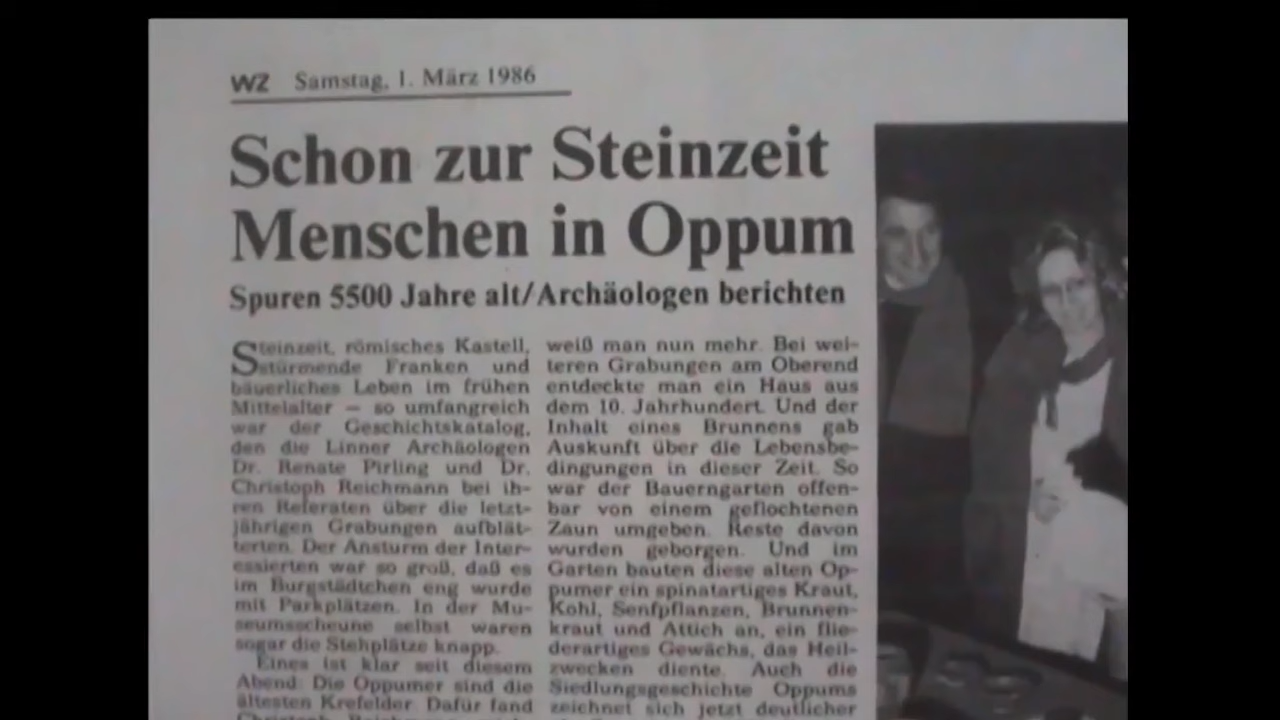 WZ Samstag, 1. März 1986
Schon zur Steinzeit
Menschen in Oppum
Spuren 5500 Jahre alt/Archäologen berichten
Steinzeit, römisches Kastell,
stürmende Franken und
bäuerliches Leben im frühen
Mittelalter — so umfangreich
war der Geschichtskatalog,
den die Linner Archäologen
Dr. Renate Pirling und Dr.
Christoph Reichmann bei ih-
ren Referaten über die letzt-
jährigen Grabungen aufblät-
terten. Der Ansturm der Inter-
essierten war so groß, daß es
im Burgstädtchen eng wurde
mit Parkplätzen. In der Mu-
seumsscheune selbst waren
sogar die Stehplätze knapp.
Eines ist klar seit diesem
Abend: Die Oppumer sind die
ältesten Krefelder. Dafür fand
Christoph Reichmann
weiß man nun mehr. Bei wei-
teren Grabungen am Oberend
entdeckte man ein Haus aus
dem 10. Jahrhundert. Und der
Inhalt eines Brunnens gab
Auskunft über die Lebensbe-
dingungen in dieser Zeit. So
war der Bauerngarten offen-
bar von einem geflochtenen
Zaun umgeben. Reste davon
wurden geborgen. Und im
Garten bauten diese alten Op-
pumer ein spinatartiges Kraut,
Kohl, Senfpflanzen, Brunnen-
kraut und Attich an, ein flie-
derartiges Gewächs, das Heil-
zwecken diente. Auch die
Siedlungsgeschichte Oppums
zeichnet sich jetzt deutlicher